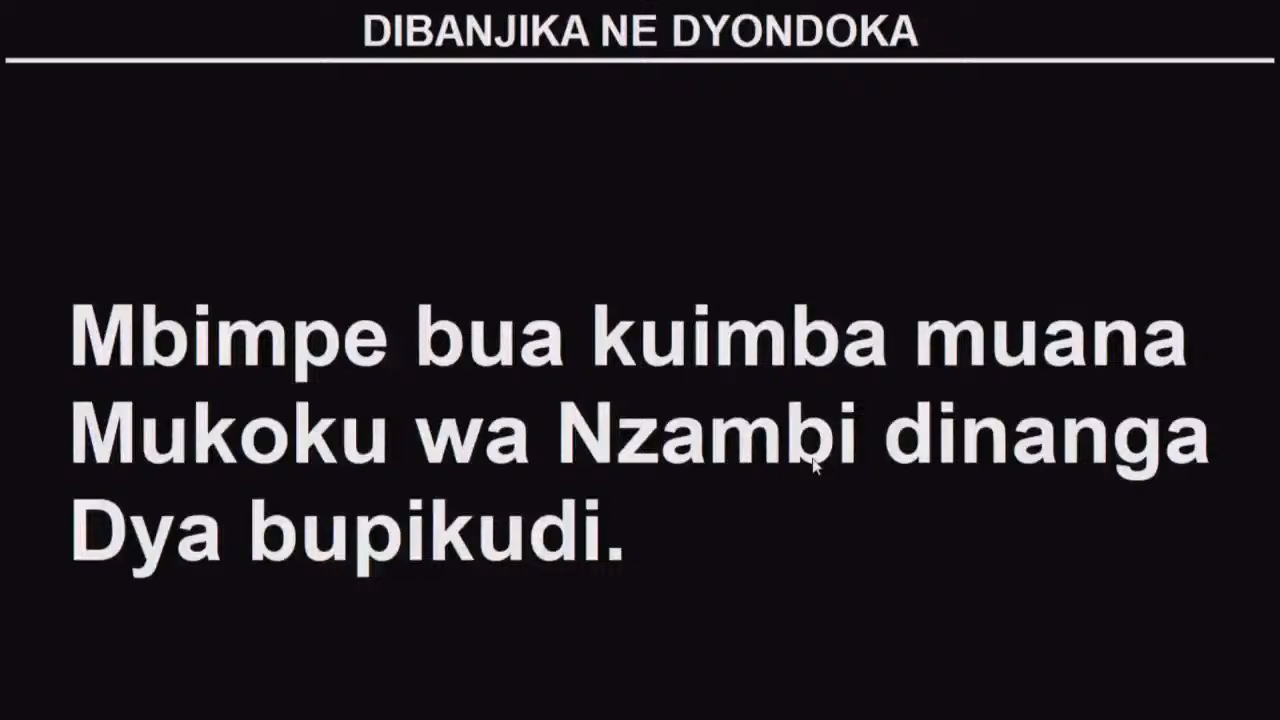 DIBANJIKA NE DYONDOKA
Mbimpe bua kuimba muana
Mukoku wa Nzambi dinanga
Dya bupikudi.